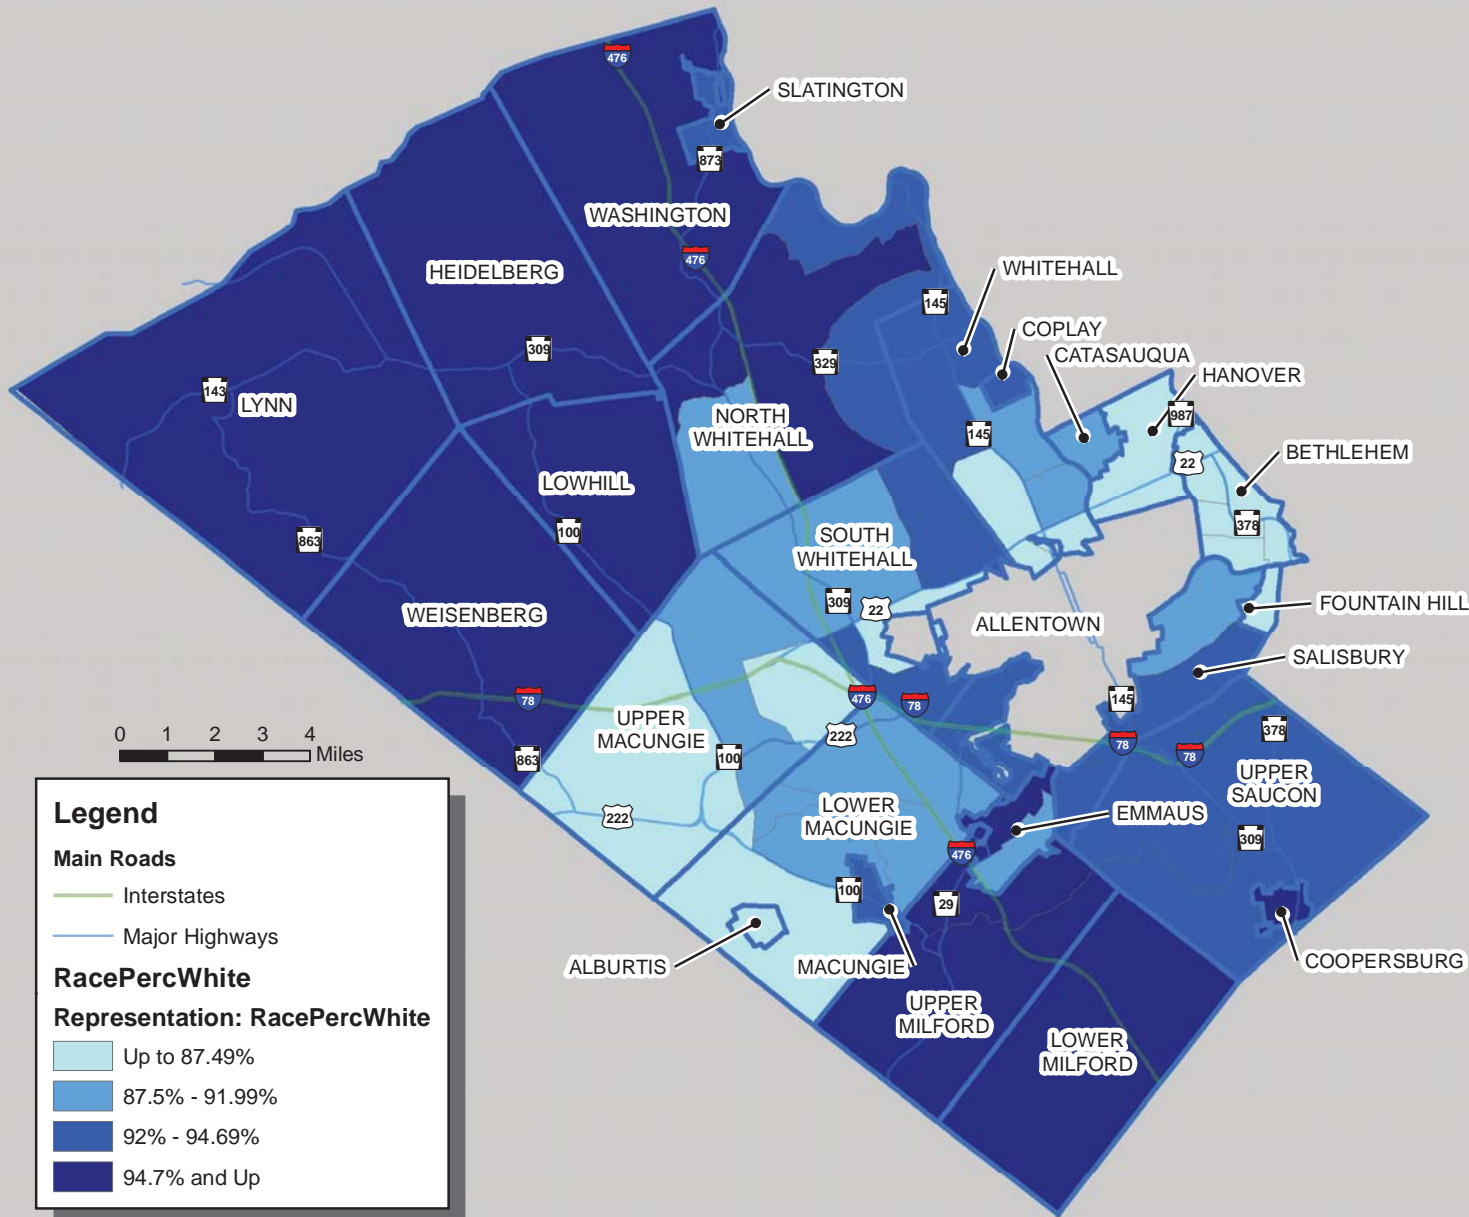 476
SLATINGTON
873
WASHINGTON
476
HEIDELBERG
WHITEHALL
145
COPLAY
309
329
CATASAUQUA
HANOVER
143
LYNN
987
NORTH
WHITEHALL
145
BETHLEHEM
22
LOWHILL
378
863
100
SOUTH
WHITEHALL
309
22
FOUNTAIN HILL
WEISENBERG
ALLENTOWN
SALISBURY
78
476
78
145
UPPER
MACUNGIE
222
378
0 1 2 3 4
Miles
863
100
78
78
UPPER
SAUCON
222
LOWER
MACUNGIE
EMMAUS
309
476
100
29
ALBURTIS
MACUNGIE
COOPERSBURG
UPPER
MILFORD
LOWER
MILFORD
Legend
Main Roads
Interstates
Major Highways
RacePercWhite
Representation: RacePercWhite
Up to 87.49%
87.5% - 91.99%
92% - 94.69%
94.7% and Up